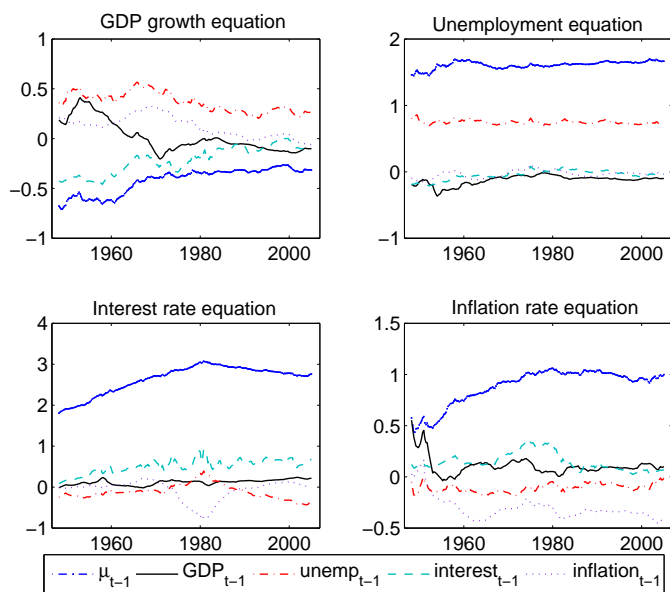 GDP growth equation
1
0.5
0
−0.5
−1
1960 1980 2000
Unemployment equation
2
1
0
−1
1960 1980 2000
Interest rate equation
4
3
2
1
0
−1
1960 1980 2000
Inflation rate equation
1.5
1
0.5
0
−0.5
1960 1980 2000
μt−1 GDPt−1 unempt−1 interestt−1 inflationt−1